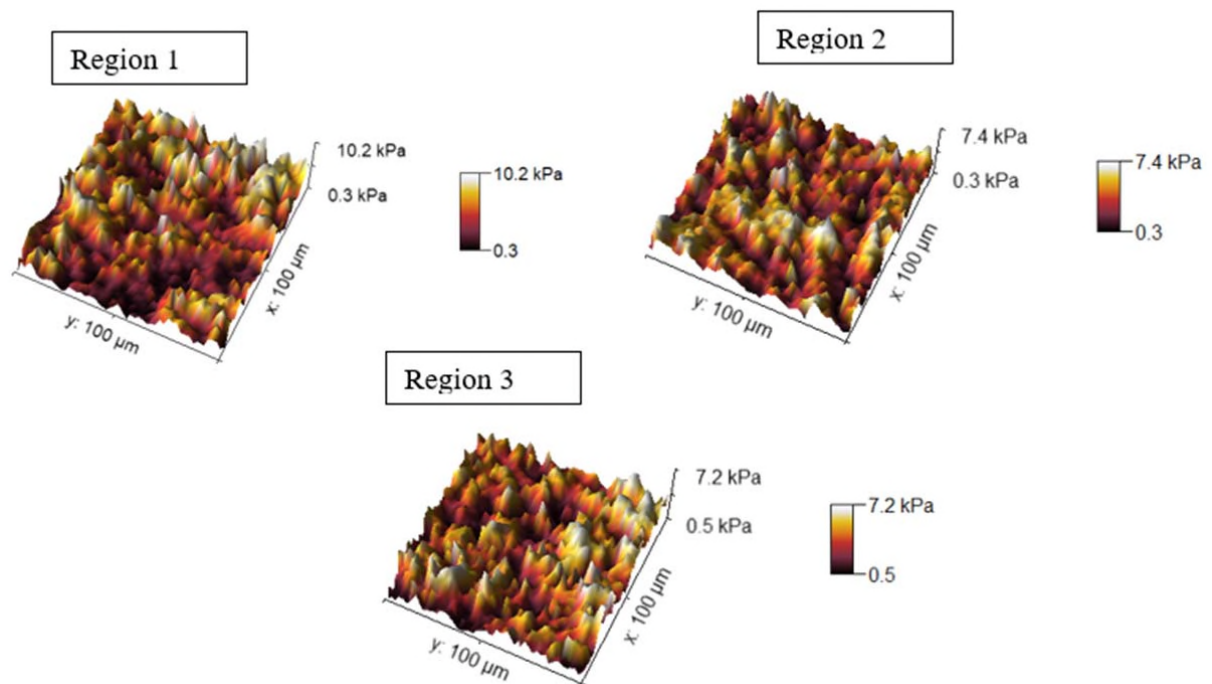 Region 1
10.2 kPa
0.3 kPa
10.2 kPa
0.3
x: 100 µm
y: 100 µm
Region 2
7.4 kPa
0.3 kPa
7.4 kPa
0.3
x: 100 µm
y: 100 µm
Region 3
7.2 kPa
0.5 kPa
7.2 kPa
0.5
x: 100 µm
y: 100 µm